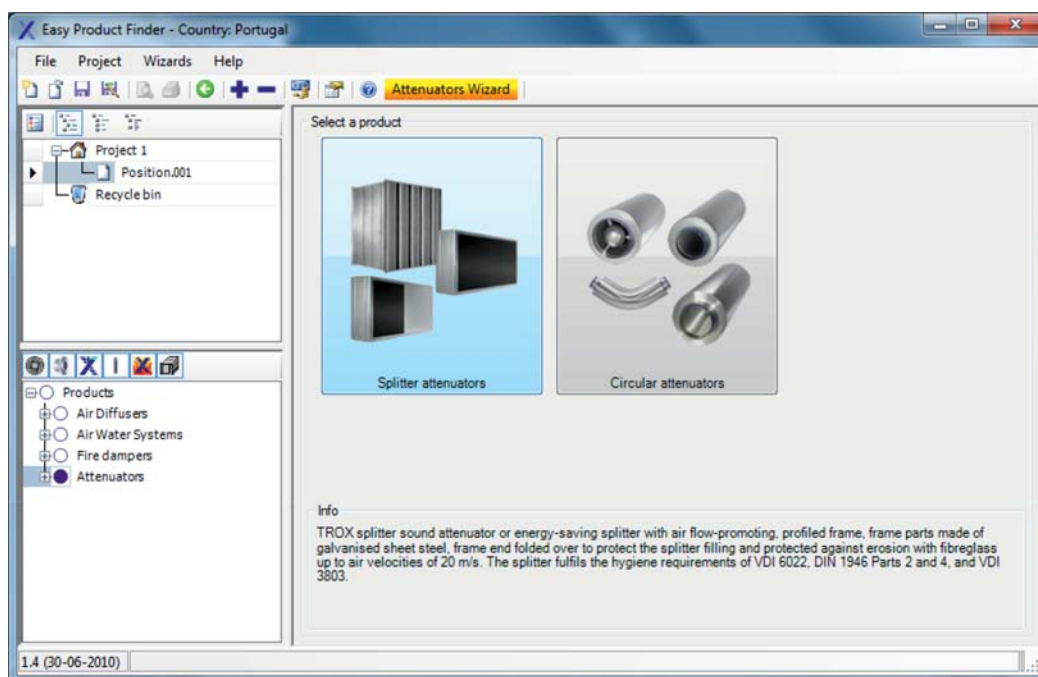 Easy Product Finder - Country: Portugal
File Project Wizards Help
Attenuators Wizard
Project 1
Position.001
Recycle bin
Products
Air Diffusers
Air Water Systems
Fire dampers
Attenuators
Select a product
Splitter attenuators
Circular attenuators
Info
TROX splitter sound attenuator or energy-saving splitter with air flow-promoting, profiled frame, frame parts made of
galvanised sheet steel, frame end folded over to protect the splitter filling and protected against erosion with fibreglass
up to air velocities of 20 m/s. The splitter fulfils the hygiene requirements of VDI 6022, DIN 1946 Parts 2 and 4, and VDI
3803.
1.4 (30-06-2010)